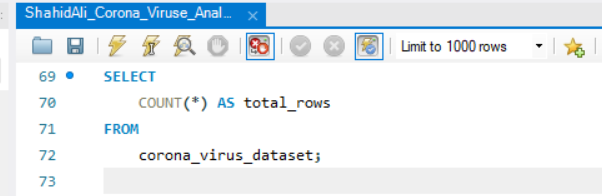 ShahidAli_Corona_Viruse_Anal...
Limit to 1000 rows
69 SELECT
70 COUNT(*) AS total_rows
71 FROM
72 corona_virus_dataset;
73